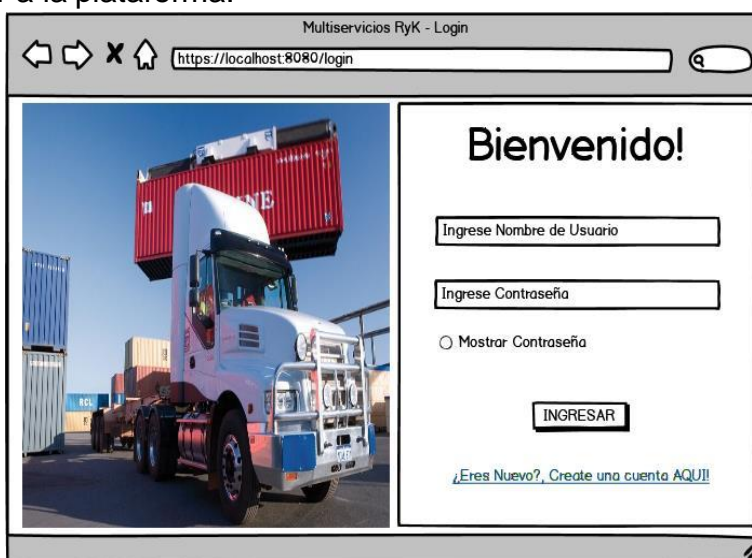 r a la plataforma.
Multiservicios RyK - Login
https://localhost:8080/login
Bienvenido!
Ingrese Nombre de Usuario
Ingrese Contraseña
Mostrar Contraseña
INGRESAR
¿Eres Nuevo?, Create una cuenta AQUI!
RCL